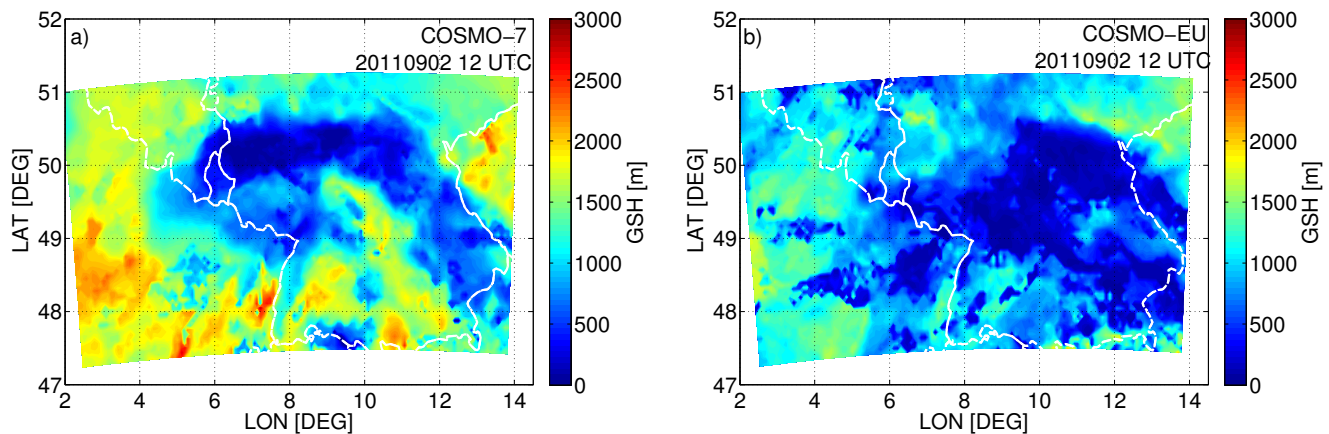 a)
COSMO−7
20110902 12 UTC
52
51
50
49
48
47
LAT [DEG]
2 4 6 8 10 12 14
LON [DEG]
3000
2500
2000
1500
1000
500
0
GSH [m]
b)
COSMO−EU
20110902 12 UTC
52
51
50
49
48
47
LAT [DEG]
2 4 6 8 10 12 14
LON [DEG]
3000
2500
2000
1500
1000
500
0
GSH [m]